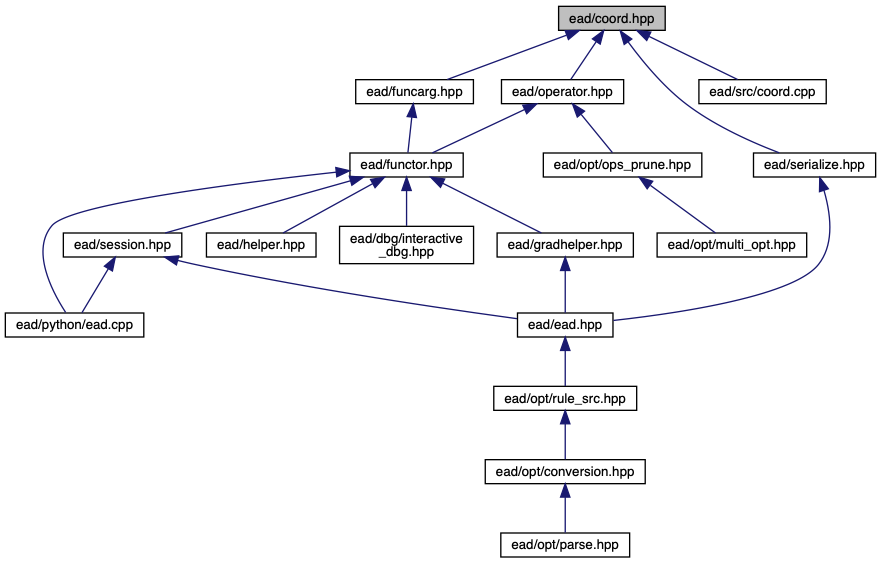 ead/coord.hpp
ead/funcarg.hpp
ead/operator.hpp
ead/src/coord.cpp
ead/functor.hpp
ead/opt/ops_prune.hpp
ead/serialize.hpp
ead/session.hpp
ead/helper.hpp
ead/dbg/interactive
_dbg.hpp
ead/gradhelper.hpp
ead/opt/multi_opt.hpp
ead/python/ead.cpp
ead/ead.hpp
ead/opt/rule_src.hpp
ead/opt/conversion.hpp
ead/opt/parse.hpp